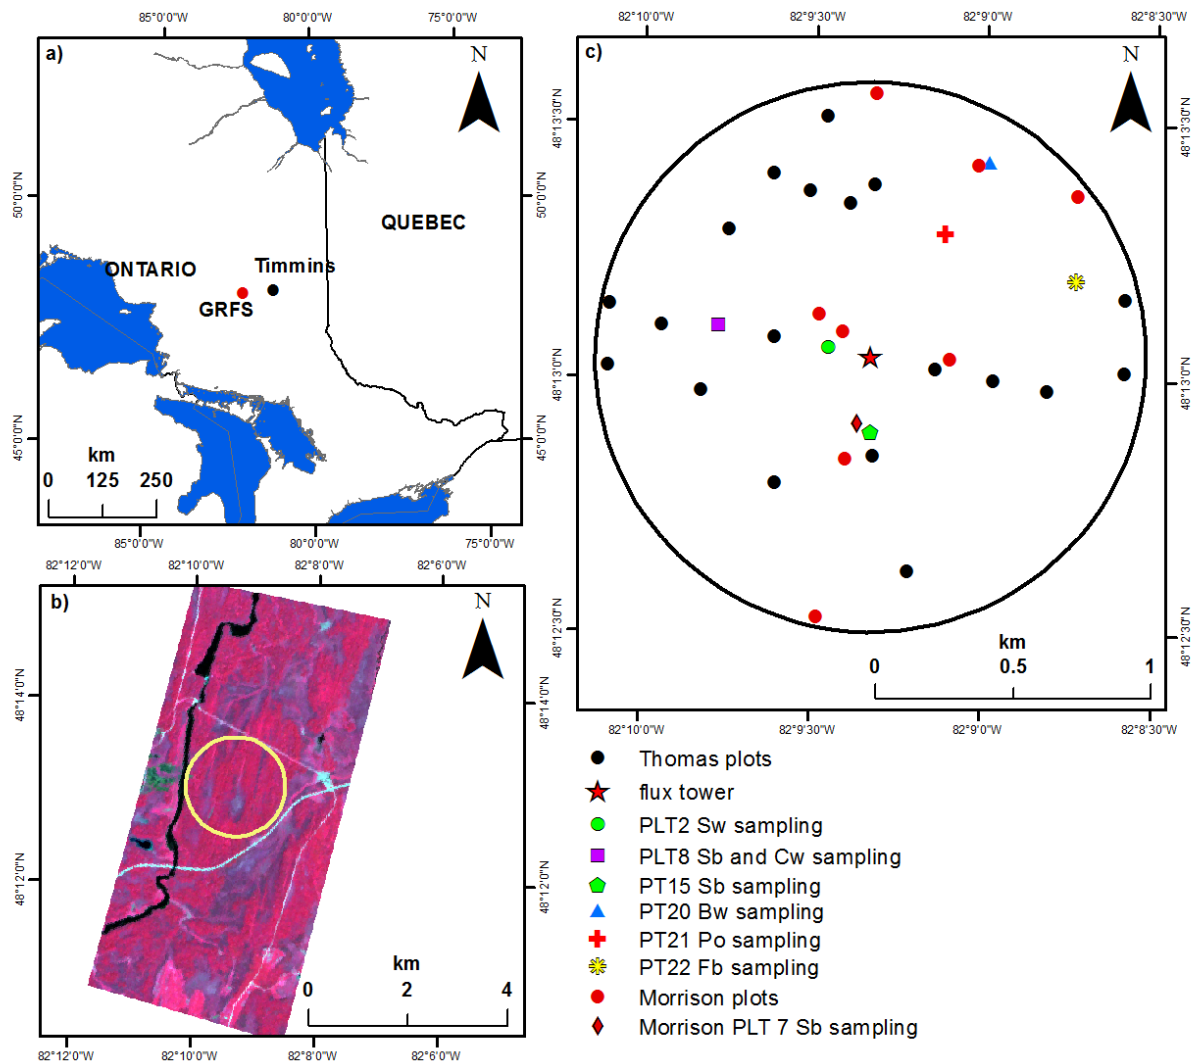 85°0'0"W 80°0'0"W 75°0'0"W
a)
N
50°0'0"N 50°0'0"N
QUEBEC
ONTARIO
Timmins
GRFS
45°0'0"N 45°0'0"N
km
0 125 250
85°0'0"W 80°0'0"W 75°0'0"W
82°12'0"W 82°10'0"W 82°8'0"W 82°6'0"W
b)
N
48°14'0"N 48°14'0"N
48°12'0"N 48°12'0"N
km
0 2 4
82°12'0"W 82°10'0"W 82°8'0"W 82°6'0"W
82°10'0"W 82°9'30"W 82°9'0"W 82°8'30"W
c)
N
48°13'30"N 48°13'30"N
48°13'0"N 48°13'0"N
48°12'30"N 48°12'30"N
km
0 0.5 1
82°10'0"W 82°9'30"W 82°9'0"W 82°8'30"W
Thomas plots
flux tower
PLT2 Sw sampling
PLT8 Sb and Cw sampling
PT15 Sb sampling
PT20 Bw sampling
PT21 Po sampling
PT22 Fb sampling
Morrison plots
Morrison PLT 7 Sb sampling